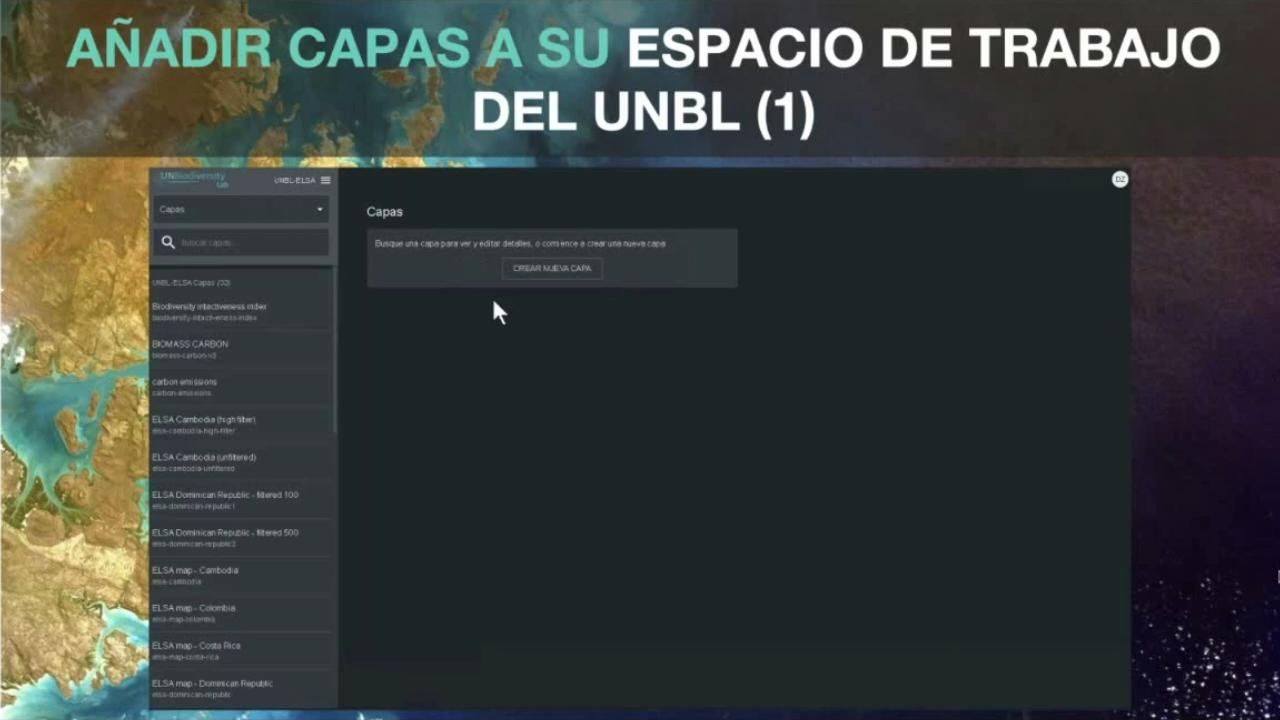 AÑADIR CAPAS A SU ESPACIO DE TRABAJO
DEL UNBL (1)
UNBiodiversity
Lab
UNBL-ELSA
DZ
Capas
Buscar capas...
Capas
Busque una capa para ver y editar detalles, o comience a crear una nueva capa
CREAR NUEVA CAPA
UNBL-ELSA Capas (33)
Biodiversity intactiveness index
biodiversity-intactiveness-index
BIOMASS CARBON
biomass-carbon-v3
carbon emissions
carbon-emissions
ELSA Cambodia (high filter)
elsa-cambodia-high-filter
ELSA Cambodia (unfiltered)
elsa-cambodia-unfiltered
ELSA Dominican Republic - filtered 100
elsa-dominican-republic1
ELSA Dominican Republic - filtered 500
elsa-dominican-republic2
ELSA map - Cambodia
elsa-cambodia
ELSA map - Colombia
elsa-map-colombia
ELSA map - Costa Rica
elsa-map-costa-rica
ELSA map - Dominican Republic
elsa-dominican-republic